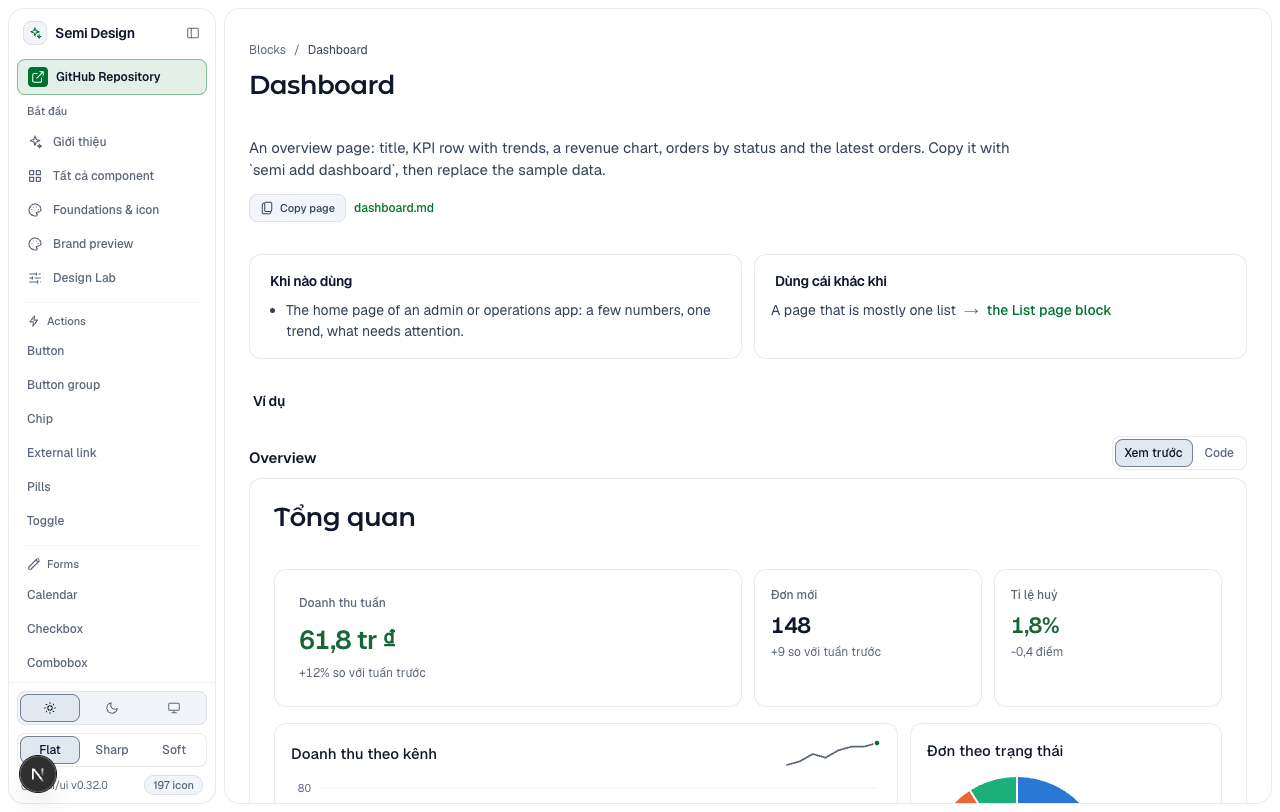 Semi Design
GitHub Repository
Bắt đầu
Giới thiệu
Tất cả component
Foundations & icon
Brand preview
Design Lab
Actions
Button
Button group
Chip
External link
Pills
Toggle
Forms
Calendar
Checkbox
Combobox
Flat Sharp Soft
/ui v0.32.0 197 icon
N
Blocks / Dashboard
Dashboard
An overview page: title, KPI row with trends, a revenue chart, orders by status and the latest orders. Copy it with
`semi add dashboard`, then replace the sample data.
Copy page dashboard.md
Khi nào dùng
• The home page of an admin or operations app: a few numbers, one
trend, what needs attention.
Dùng cái khác khi
A page that is mostly one list → the List page block
Ví dụ
Overview
Xem trước Code
Tổng quan
Doanh thu tuần
61,8 tr ₫
+12% so với tuần trước
Đơn mới
148
+9 so với tuần trước
Tỉ lệ huỷ
1,8%
-0,4 điểm
Doanh thu theo kênh
80
Đơn theo trạng thái